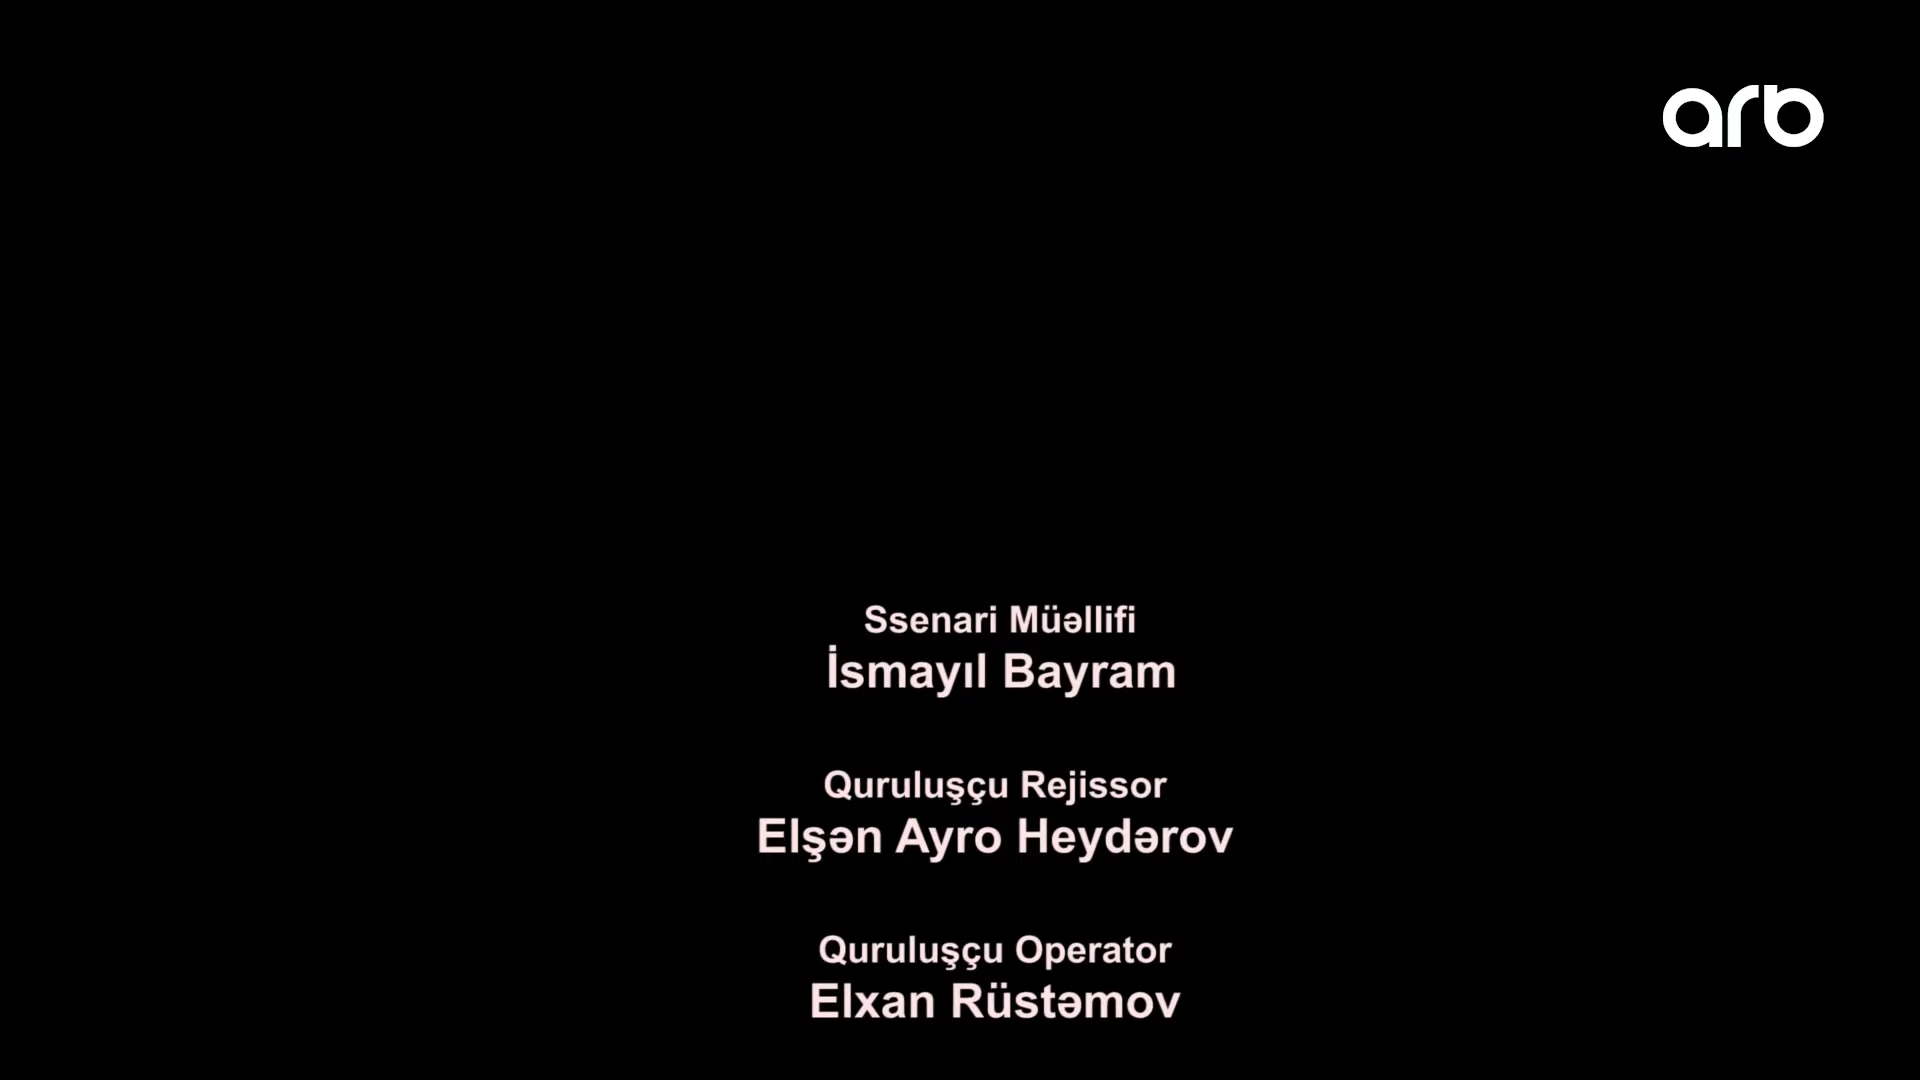 arb
Ssenari Müəllifi
İsmayıl Bayram
Quruluşçu Rejissor
Elşən Ayro Heydərov
Quruluşçu Operator
Elxan Rüstəmov